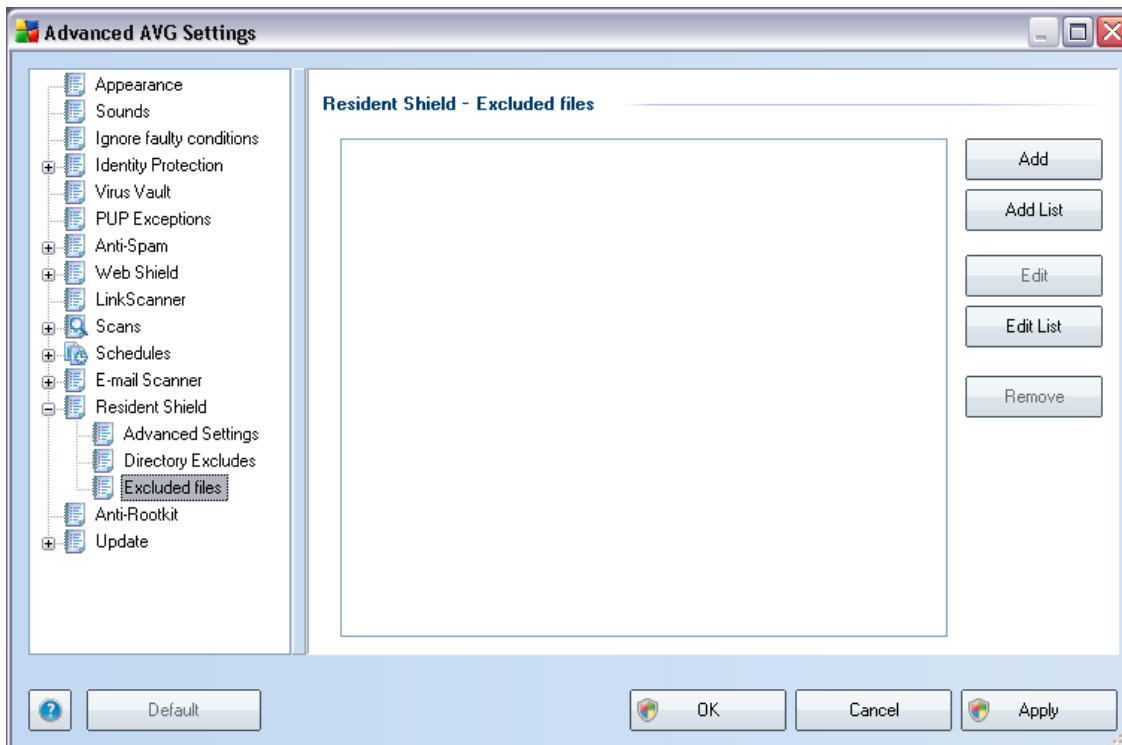 Advanced AVG Settings
Appearance
Sounds
Ignore faulty conditions
Identity Protection
Virus Vault
PUP Exceptions
Anti-Spam
Web Shield
LinkScanner
Scans
Schedules
E-mail Scanner
Resident Shield
Advanced Settings
Directory Excludes
Excluded files
Anti-Rootkit
Update
Resident Shield - Excluded files
Add
Add List
Edit
Edit List
Remove
Default
OK
Cancel
Apply